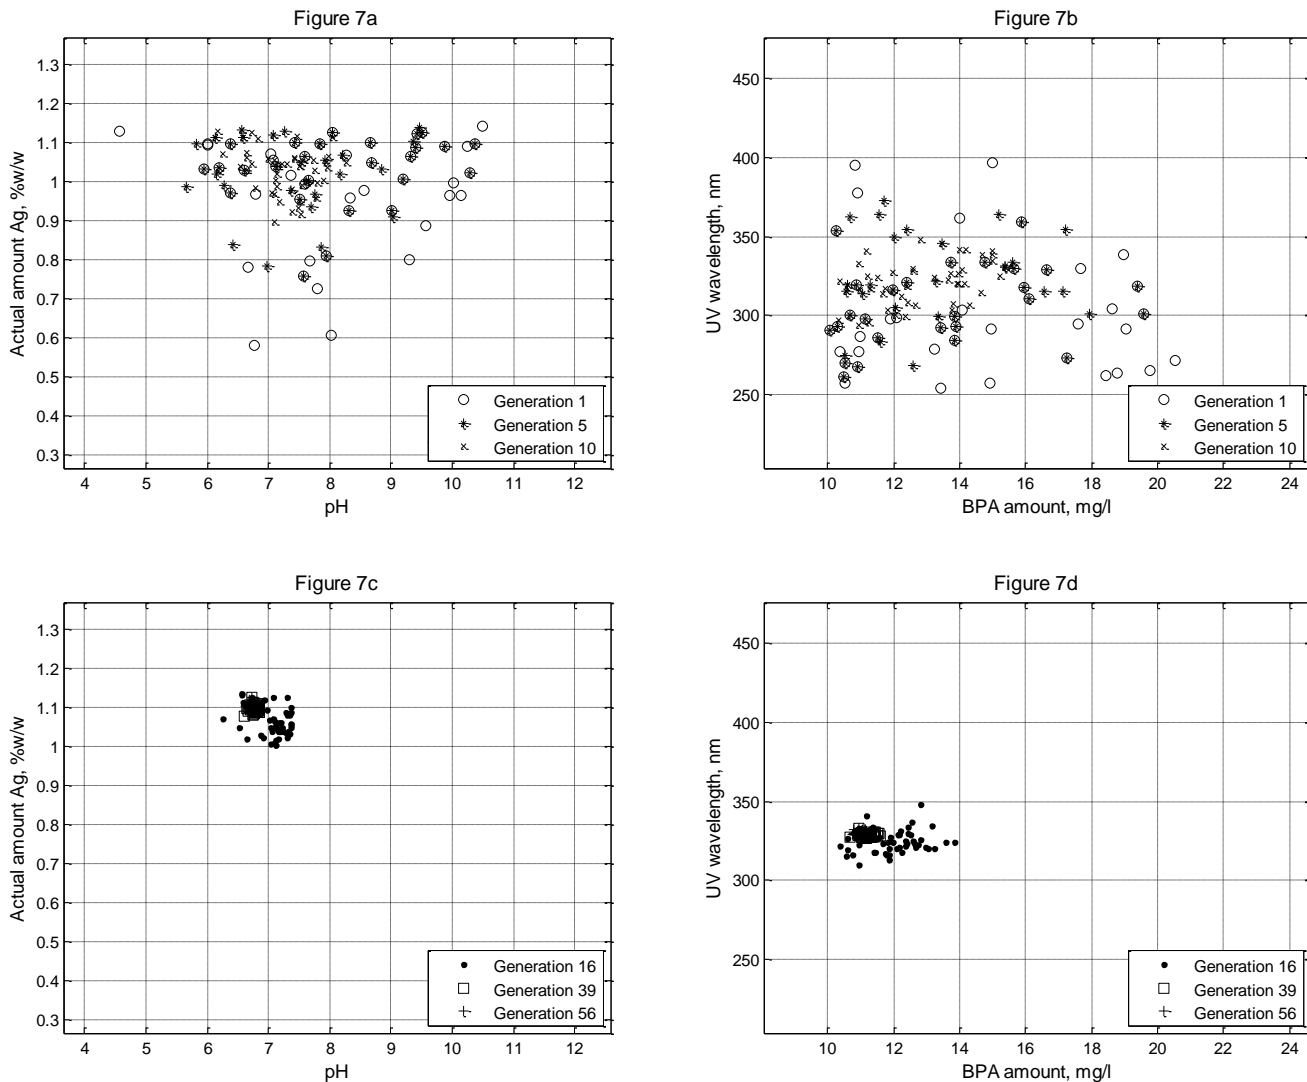 Figure 7a
1.3
1.2
1.1
1
0.9
0.8
0.7
0.6
0.5
0.4
0.3
Actual amount Ag, %w/w
4 5 6 7 8 9 10 11 12
pH
Generation 1
Generation 5
Generation 10
Figure 7b
450
400
350
300
250
UV wavelength, nm
10 12 14 16 18 20 22 24
BPA amount, mg/l
Generation 1
Generation 5
Generation 10
Figure 7c
1.3
1.2
1.1
1
0.9
0.8
0.7
0.6
0.5
0.4
0.3
Actual amount Ag, %w/w
4 5 6 7 8 9 10 11 12
pH
Generation 16
Generation 39
Generation 56
Figure 7d
450
400
350
300
250
UV wavelength, nm
10 12 14 16 18 20 22 24
BPA amount, mg/l
Generation 16
Generation 39
Generation 56